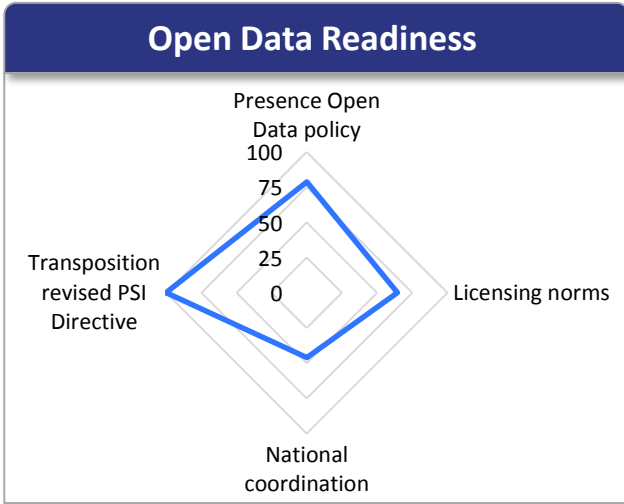 Open Data Readiness
Presence Open
Data policy
100
75
50
25
0
Transposition
revised PSI
Directive
Licensing norms
National
coordination